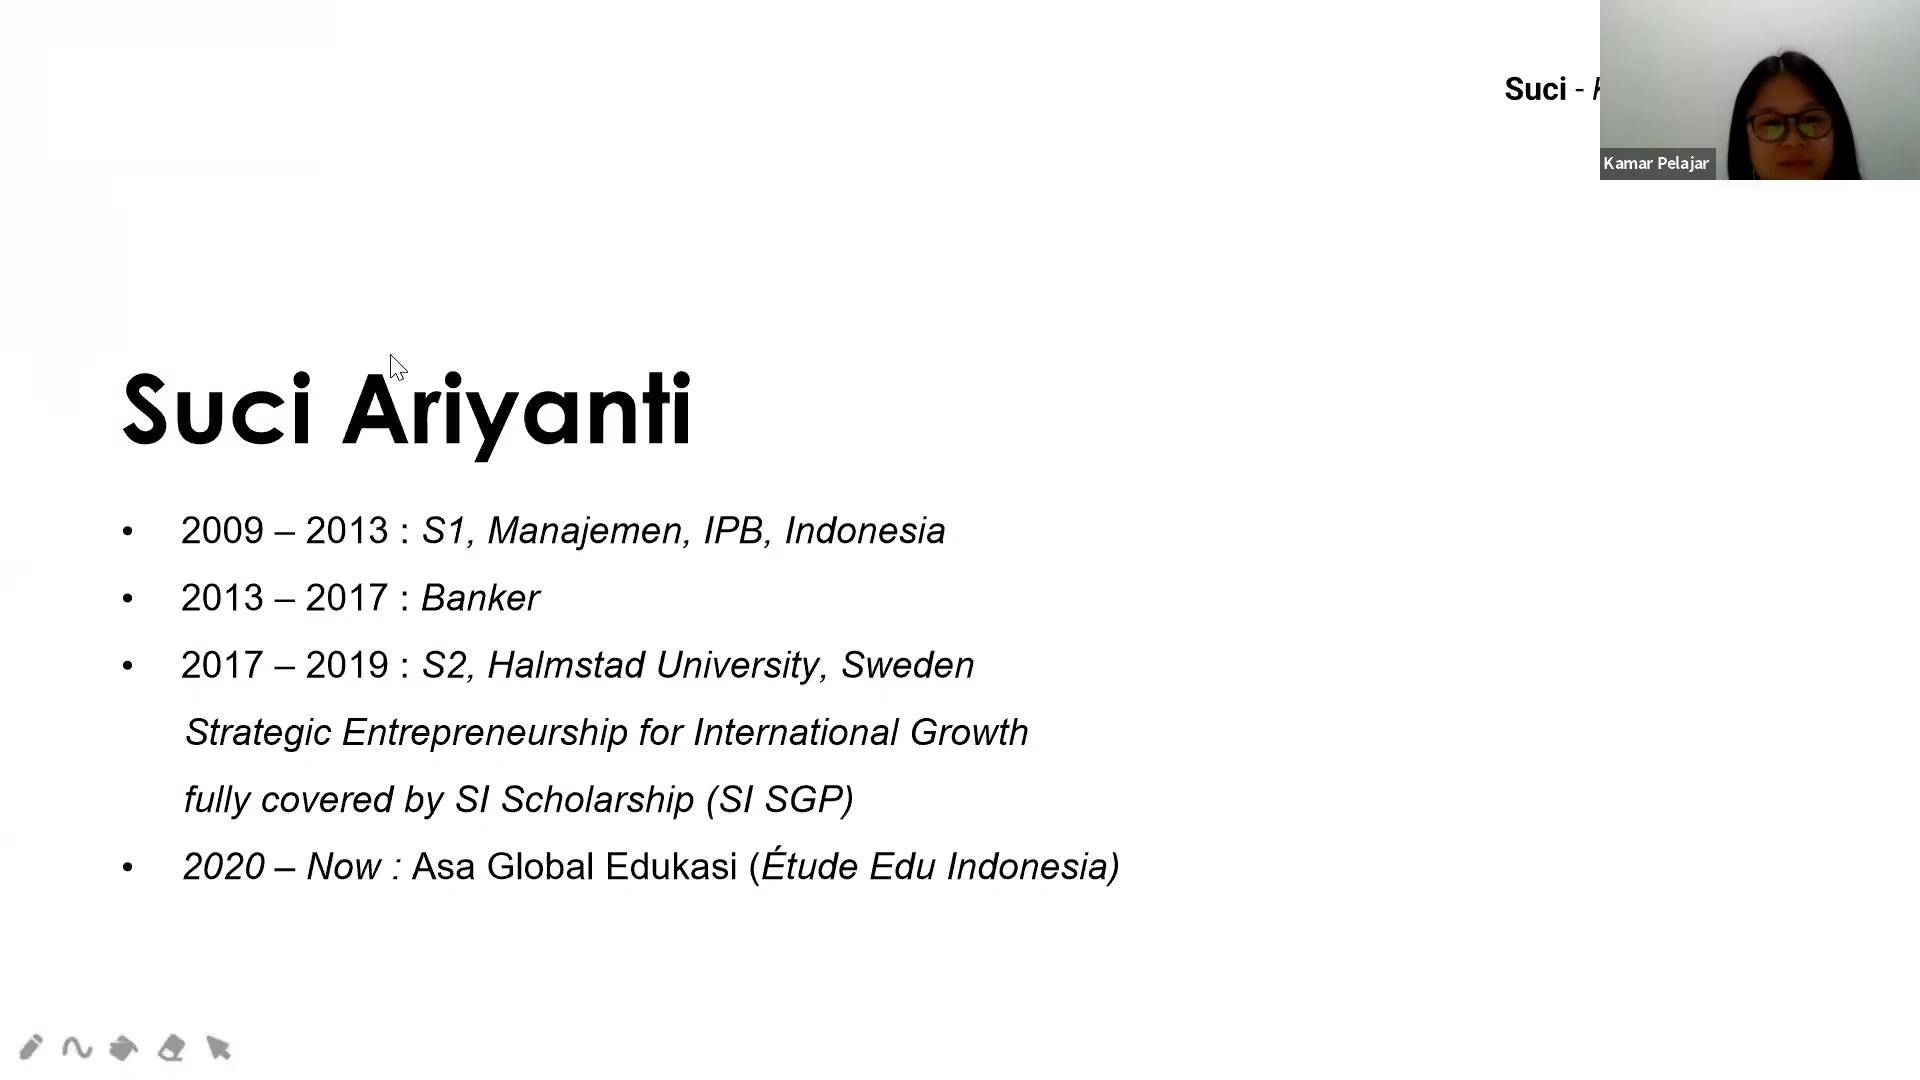 Suci -
Kamar Pelajar
Suci Ariyanti
• 2009 – 2013 : S1, Manajemen, IPB, Indonesia
• 2013 – 2017 : Banker
• 2017 – 2019 : S2, Halmstad University, Sweden
Strategic Entrepreneurship for International Growth
fully covered by SI Scholarship (SI SGP)
• 2020 – Now : Asa Global Edukasi (Étude Edu Indonesia)